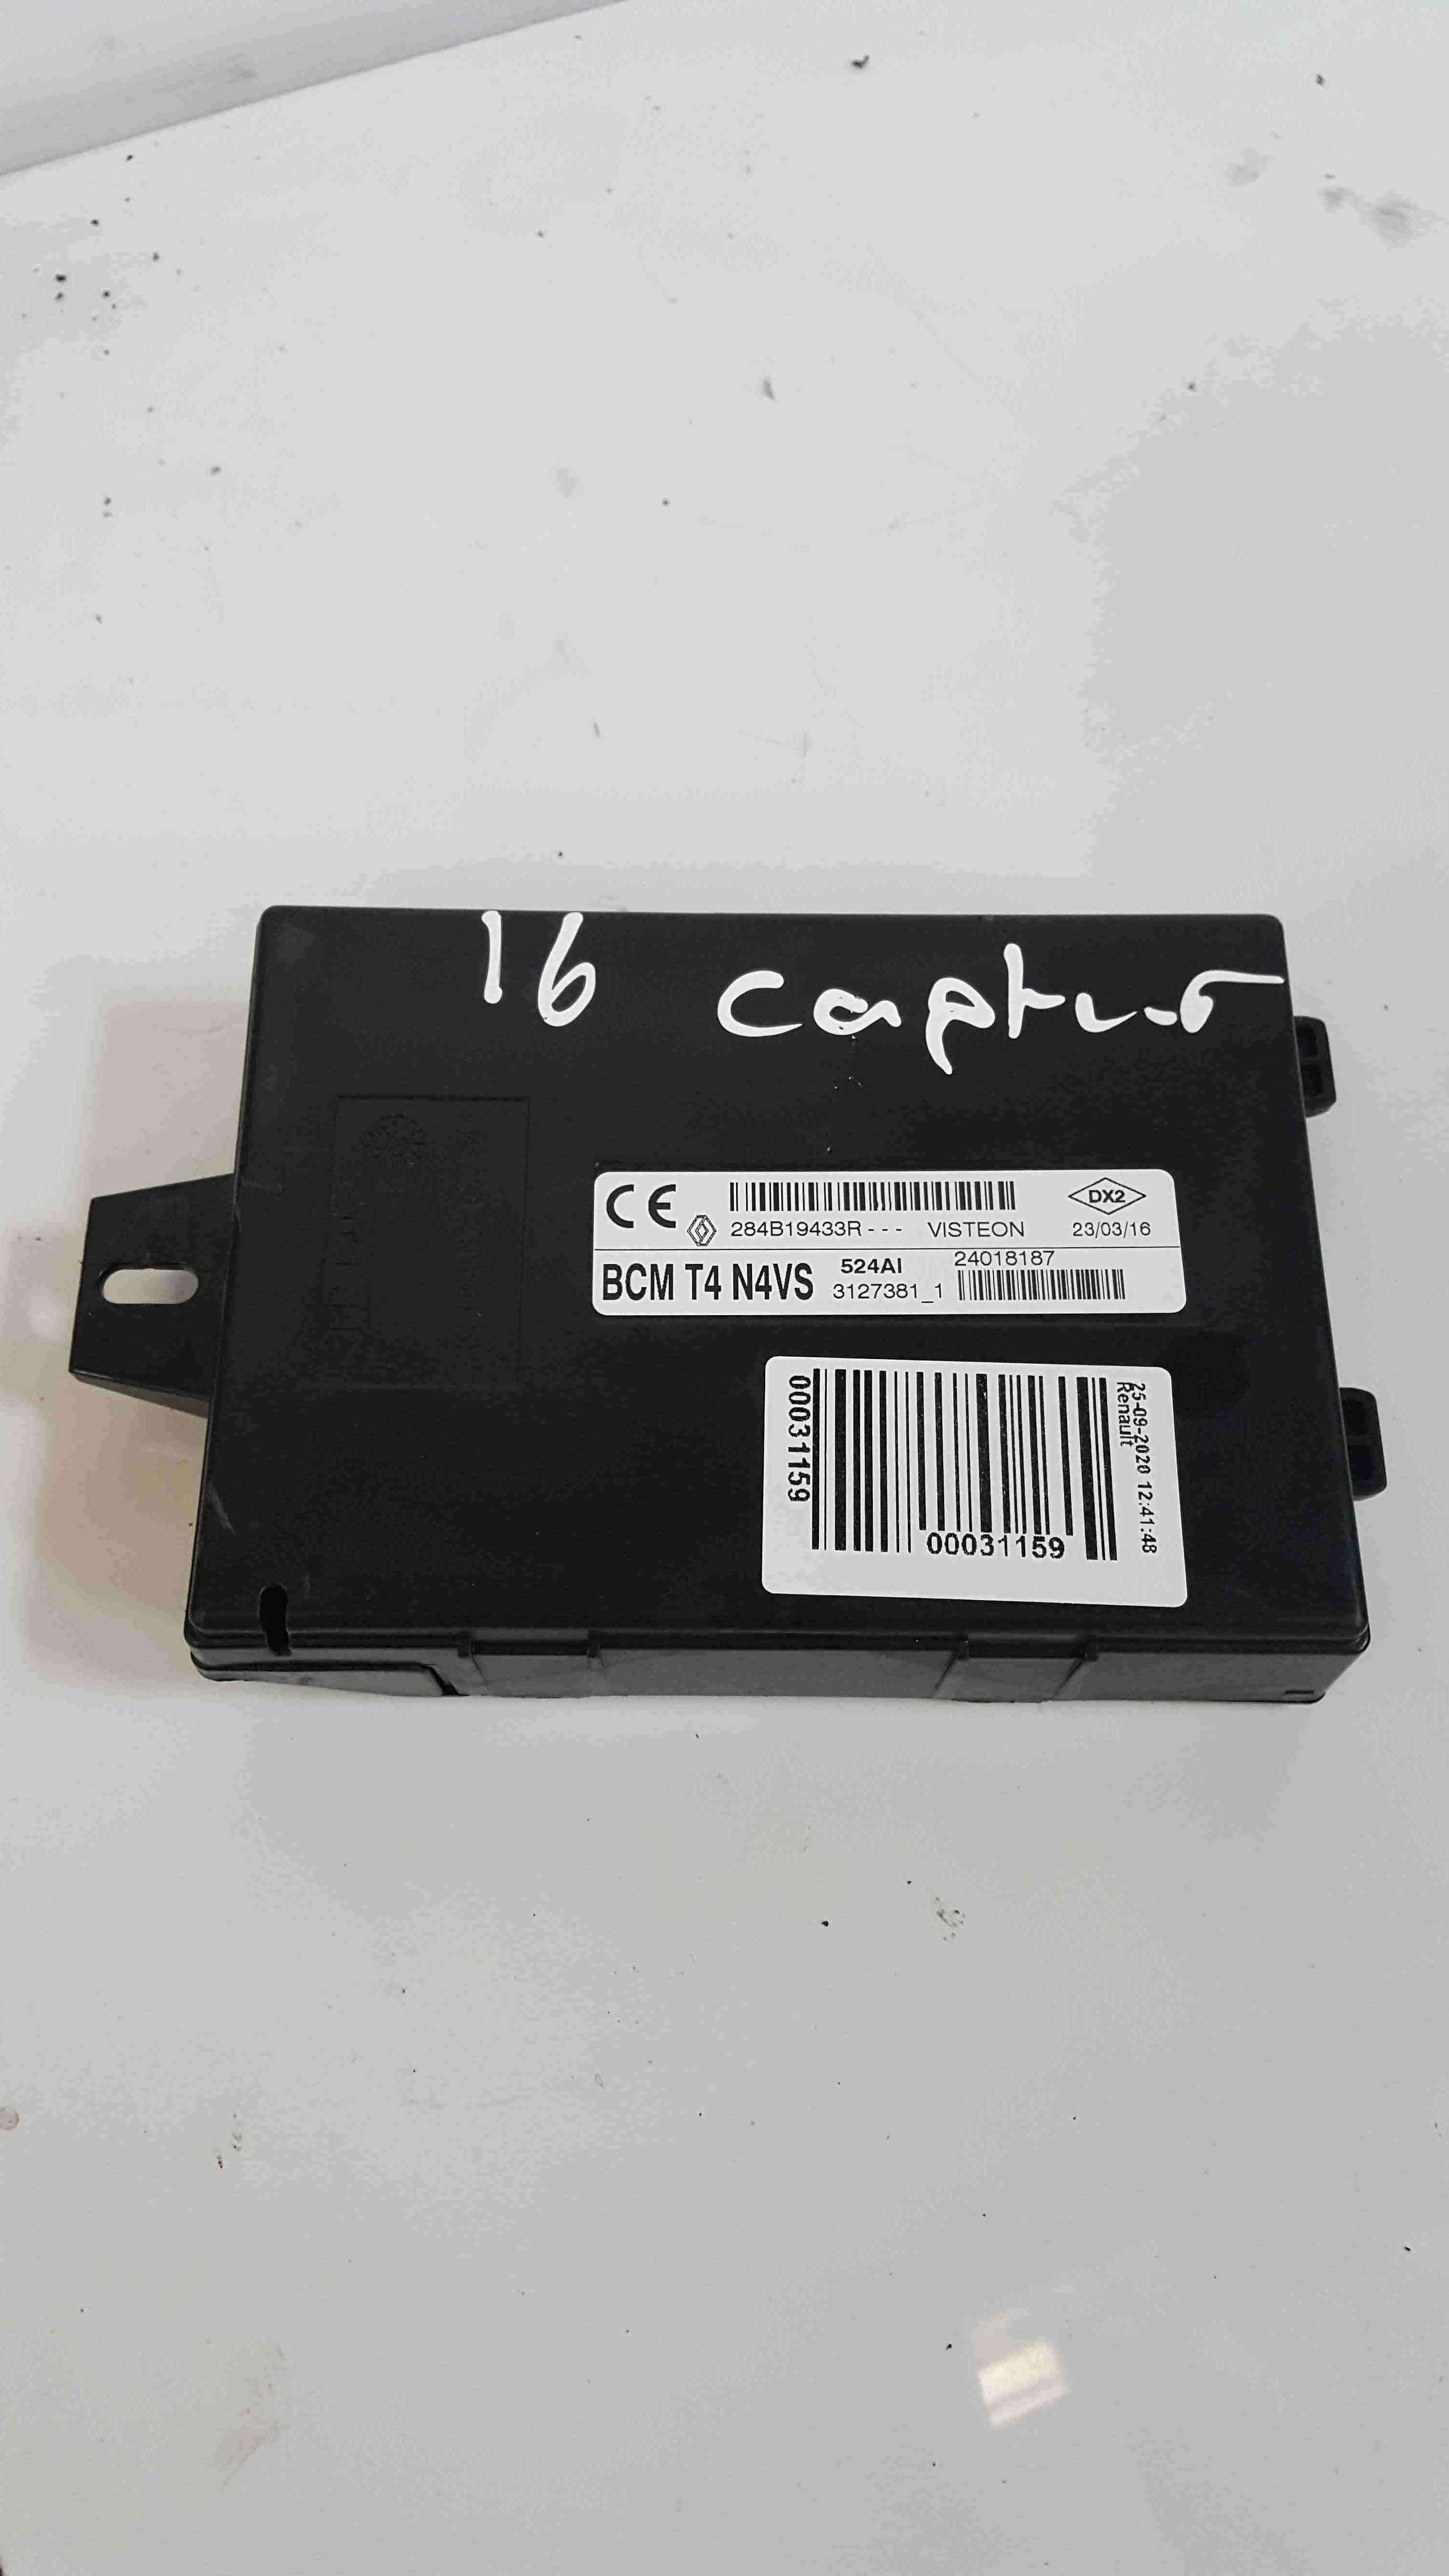 16 Captur
CE 284B19433R - - - VISTEON DX2 23/03/16
BCM T4 N4VS 524AI 24018187
3127381_1
00031159
00031159
25-09-2020 12:41:48
Renault